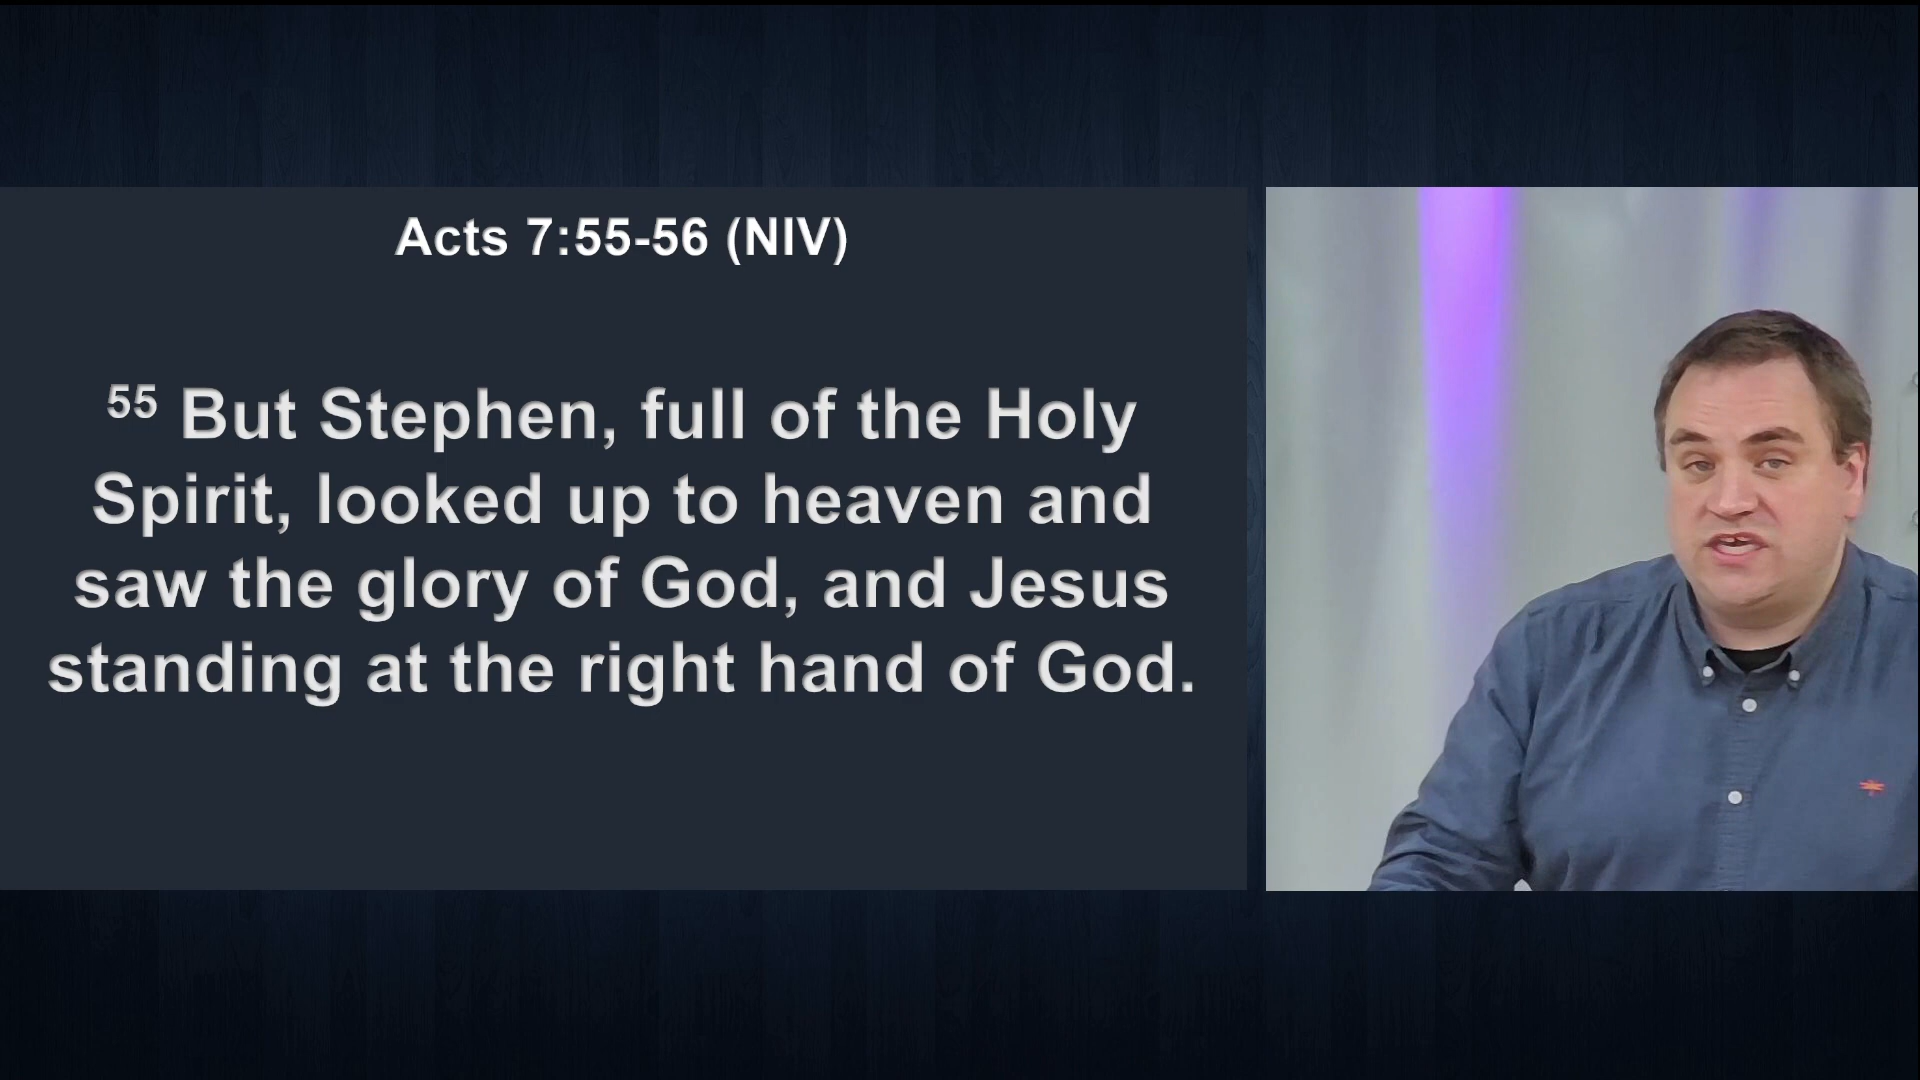 Acts 7:55-56 (NIV)
55 But Stephen, full of the Holy
Spirit, looked up to heaven and
saw the glory of God, and Jesus
standing at the right hand of God.